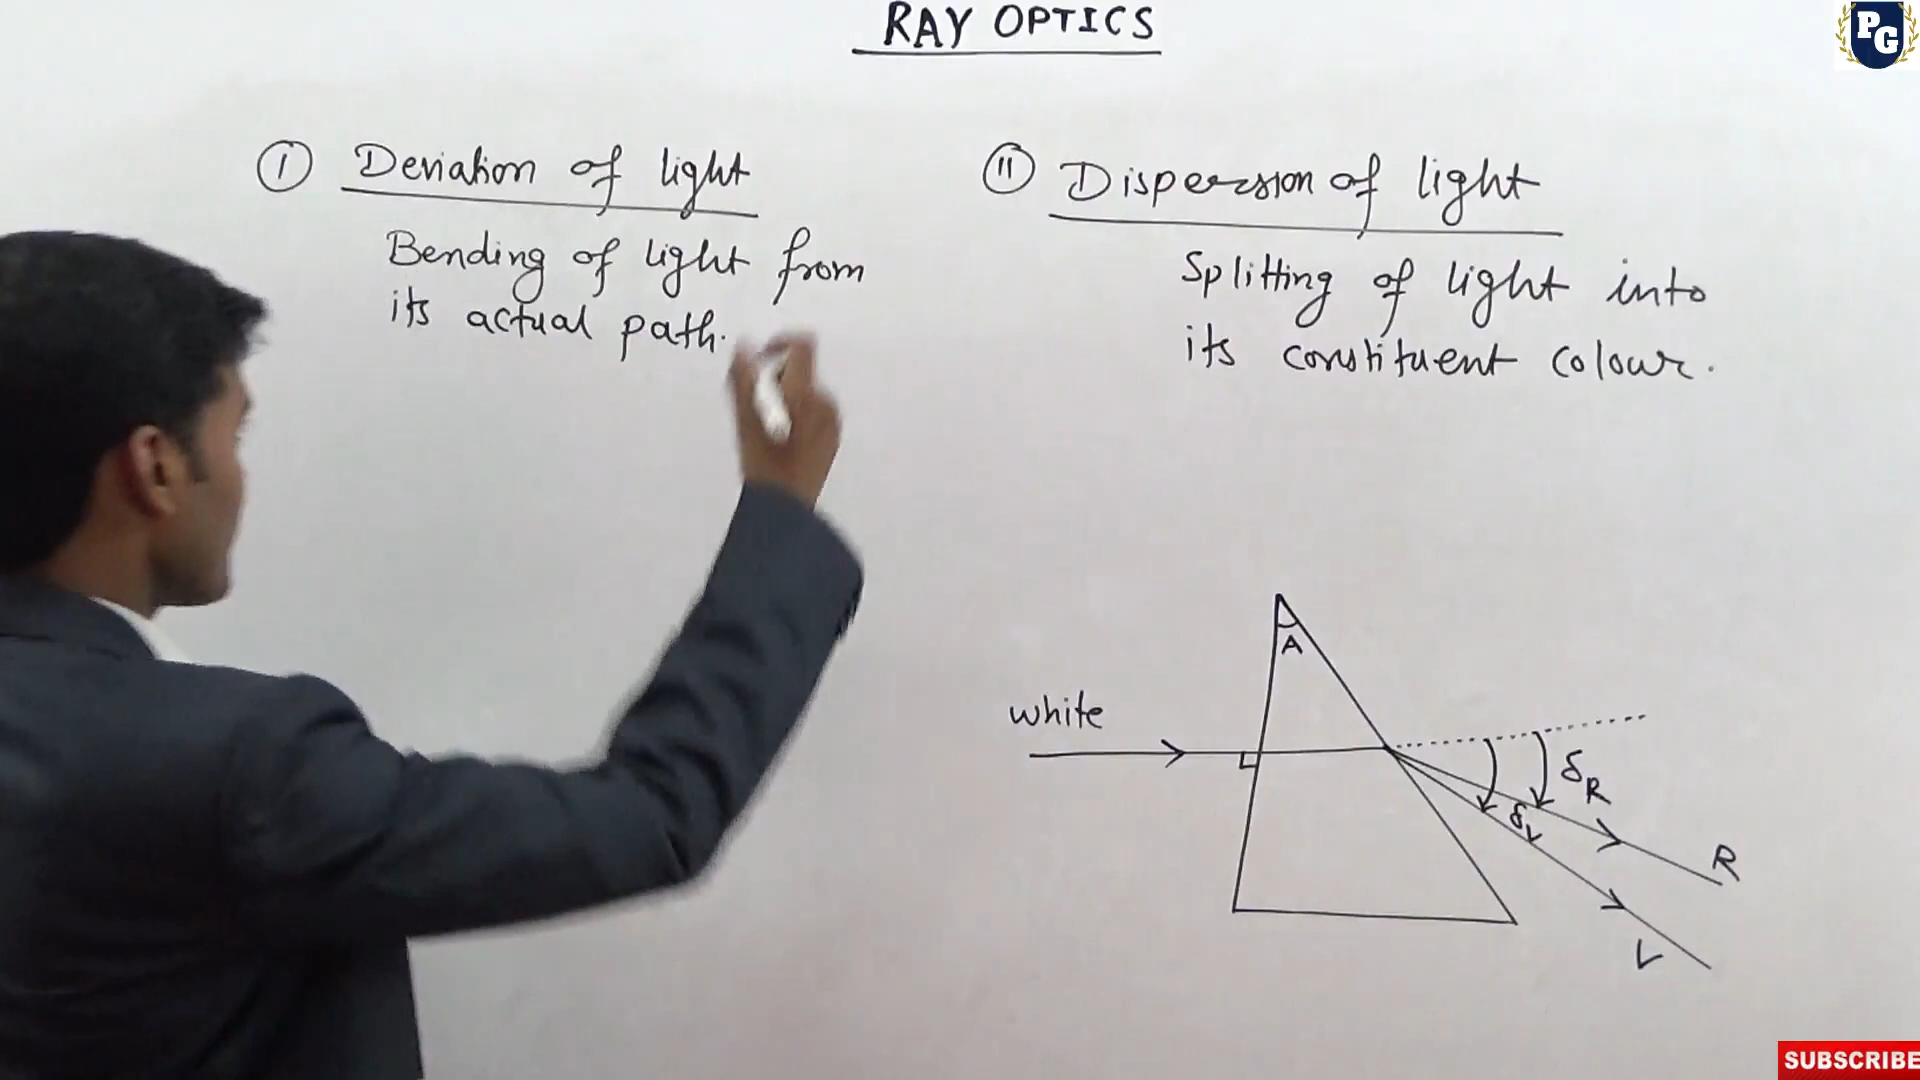 RAY OPTICS
PG
① Deviation of light
Bending of light from
its actual path.
② Dispersion of light
Splitting of light into
its constituent colour.
A
white
δR
δV
R
V
SUBSCRIBE